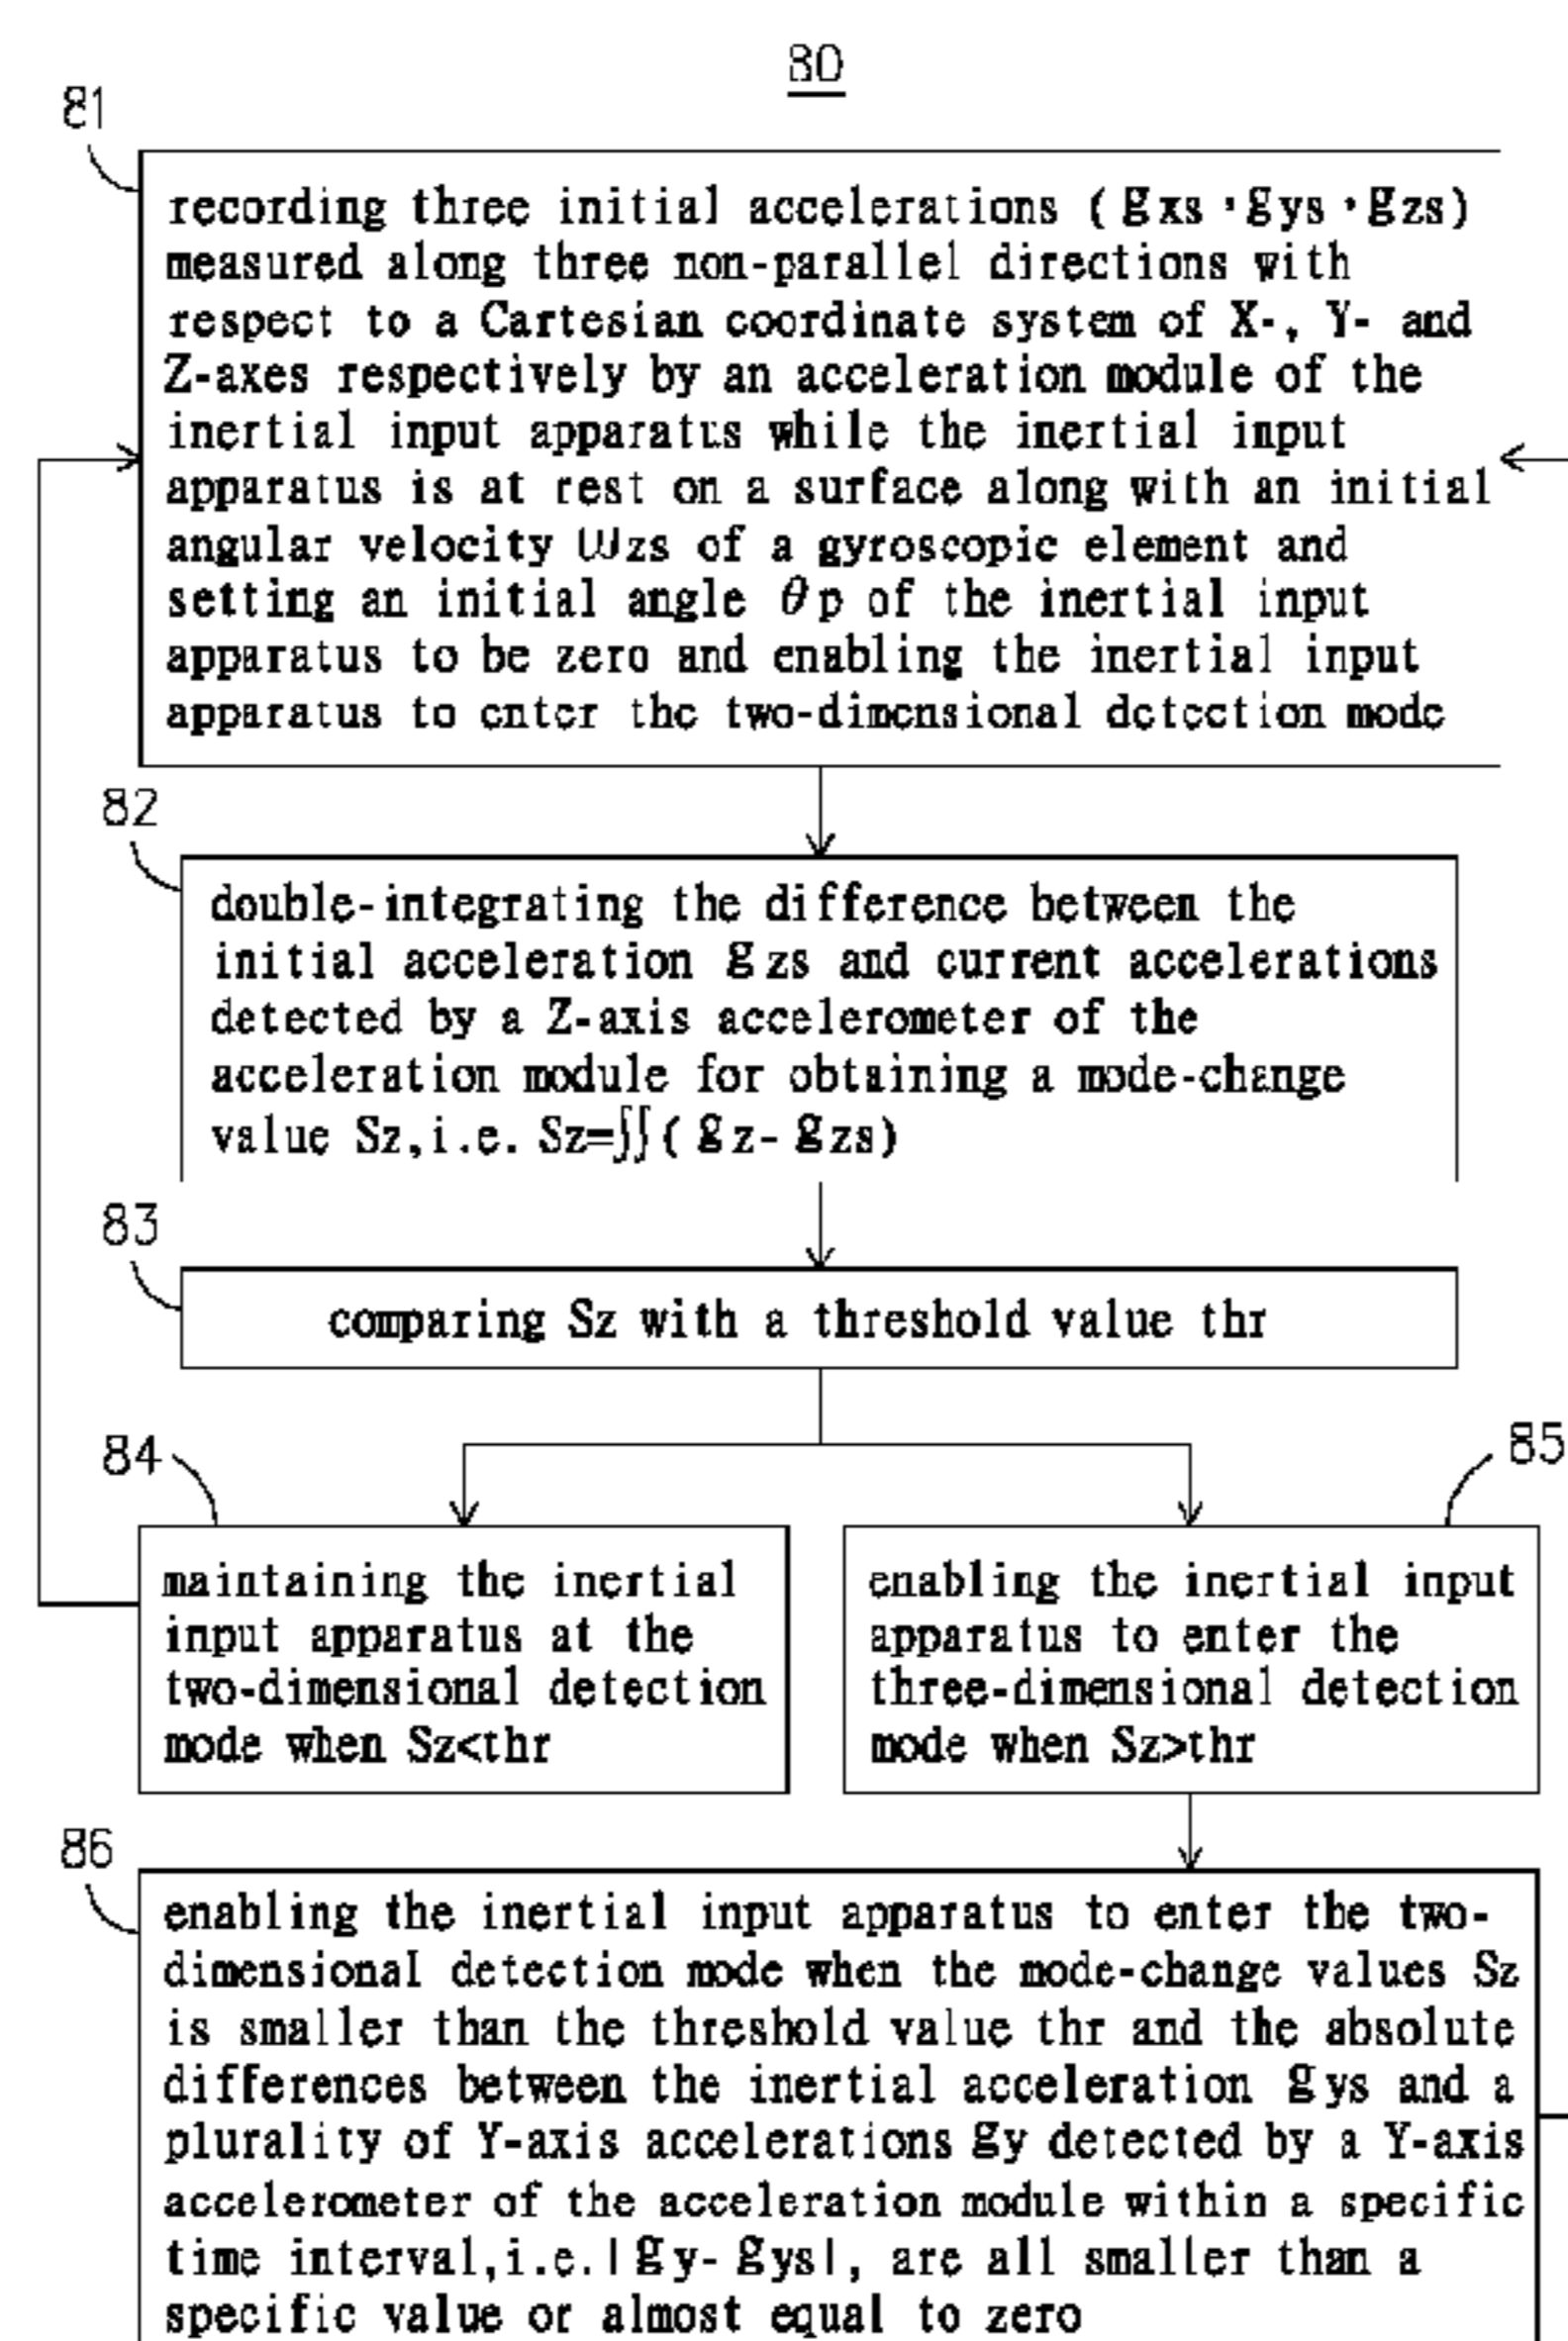 80
81
recording three initial accelerations (gxs·gys·gzs)
measured along three non-parallel directions with
respect to a Cartesian coordinate system of X-, Y- and
Z-axes respectively by an acceleration module of the
inertial input apparatus while the inertial input
apparatus is at rest on a surface along with an initial
angular velocity ωzs of a gyroscopic element and
setting an initial angle θp of the inertial input
apparatus to be zero and enabling the inertial input
apparatus to enter the two-dimensional detection mode
82
double-integrating the difference between the
initial acceleration gzs and current accelerations
detected by a Z-axis accelerometer of the
acceleration module for obtaining a mode-change
value Sz,i.e. Sz=∫∫(gz-gzs)
83
comparing Sz with a threshold value thr
84
maintaining the inertial
input apparatus at the
two-dimensional detection
mode when Sz<thr
85
enabling the inertial input
apparatus to enter the
three-dimensional detection
mode when Sz>thr
86
enabling the inertial input apparatus to enter the two-
dimensional detection mode when the mode-change values Sz
is smaller than the threshold value thr and the absolute
differences between the inertial acceleration gys and a
plurality of Y-axis accelerations gy detected by a Y-axis
accelerometer of the acceleration module within a specific
time interval,i.e.|gy-gys|, are all smaller than a
specific value or almost equal to zero